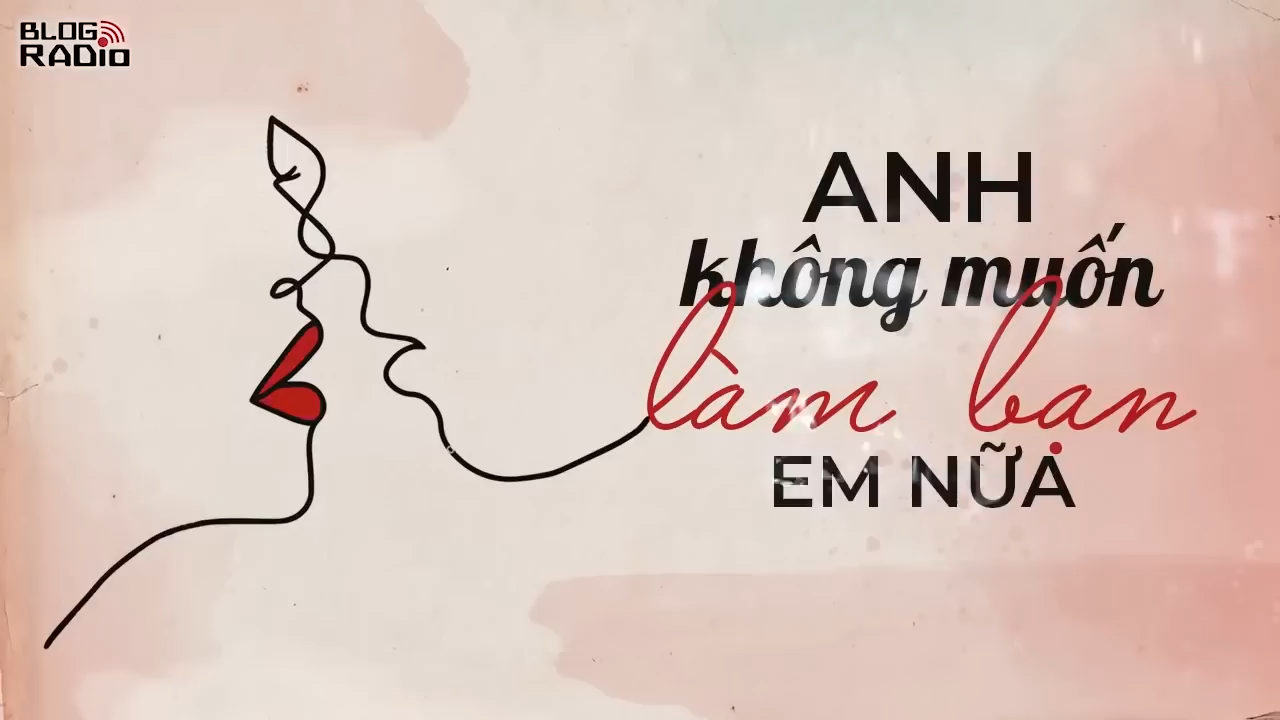 BLOG
RADIO
ANH
không muốn
làm bạn
EM NỮA